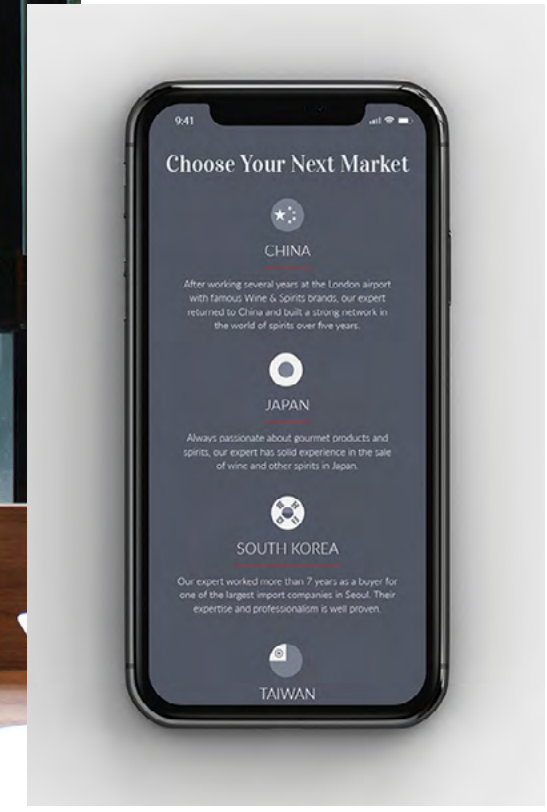 9:41
Choose Your Next Market
CHINA
After working several years at the London airport
with famous Wine & Spirits brands, our expert
returned to China and built a strong network in
the world of spirits over five years.
JAPAN
Always passionate about gourmet products and
spirits, our expert has solid experience in the sale
of wine and other spirits in Japan.
SOUTH KOREA
Our expert worked more than 7 years as a buyer for
one of the largest import companies in Seoul. Their
expertise and professionalism is well proven.
TAIWAN